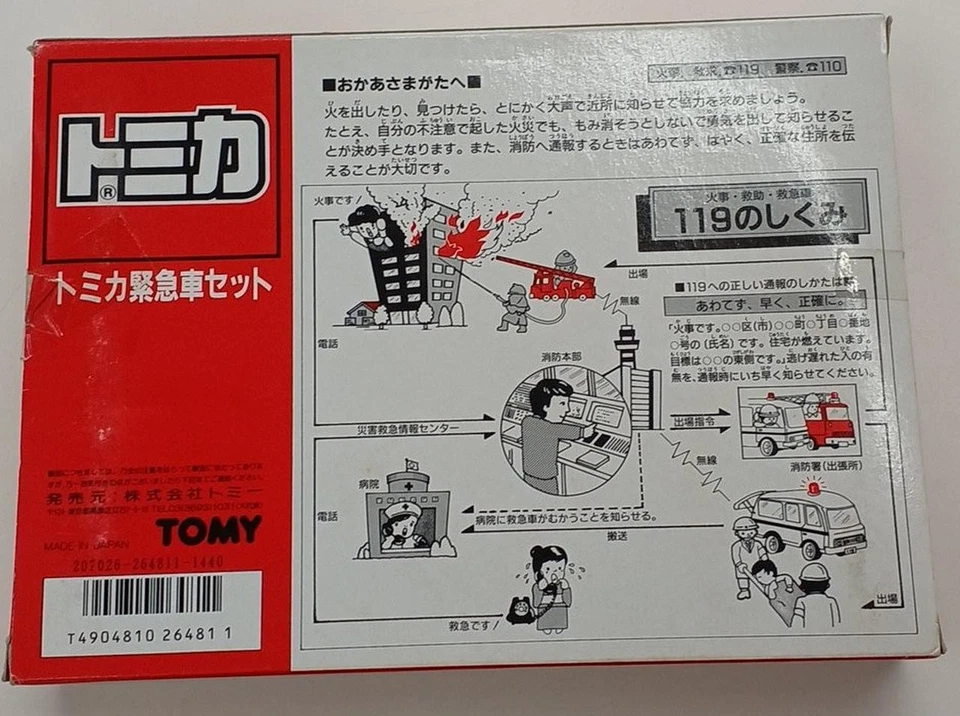 トミカ
®
トミカ緊急車セット
発売元:株式会社トミー
TOMY
MADE IN JAPAN
207026-264811-1440
T4904810 26481 1
火事、救急、☎119 警察、☎110
■おかあさまがたへ■
火を出したり、見つけたら、とにかく大声で近所に知らせて協力を求めましょう。
たとえ、自分の不注意で起した火災でも、もみ消そうとしないで勇気を出して知らせるこ
とが決め手となります。また、消防へ通報するときはあわてず、はやく、正確な住所を伝
えることが大切です。
火事・救助・救急車
119のしくみ
火事です!
出場
無線
■119への正しい通報のしかたは■
あわてず、早く、正確に。
「火事です。○○区(市)○○町○丁目○番地
○号の(氏名)です。住宅が燃えています。
目標は○○の東側です。」逃げ遅れた人の有
無を、通報時にいち早く知らせてください。
電話
消防本部
災害救急情報センター
出場指令
消防署(出張所)
無線
病院
電話
病院に救急車がむかうことを知らせる。
搬送
救急です!
出場